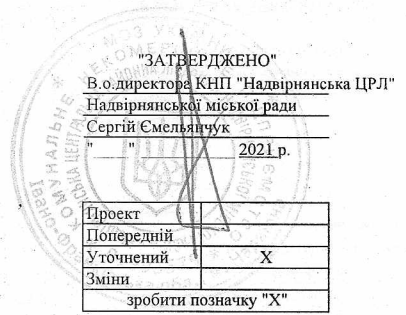 "ЗАТВЕРДЖЕНО"
В.о.директора КНП "Надвірнянська ЦРЛ"
Надвірнянської міської ради
Сергій Ємельянчук
" " 2021 р.
Проект
Попередній
Уточнений X
Зміни
зробити позначку "X"